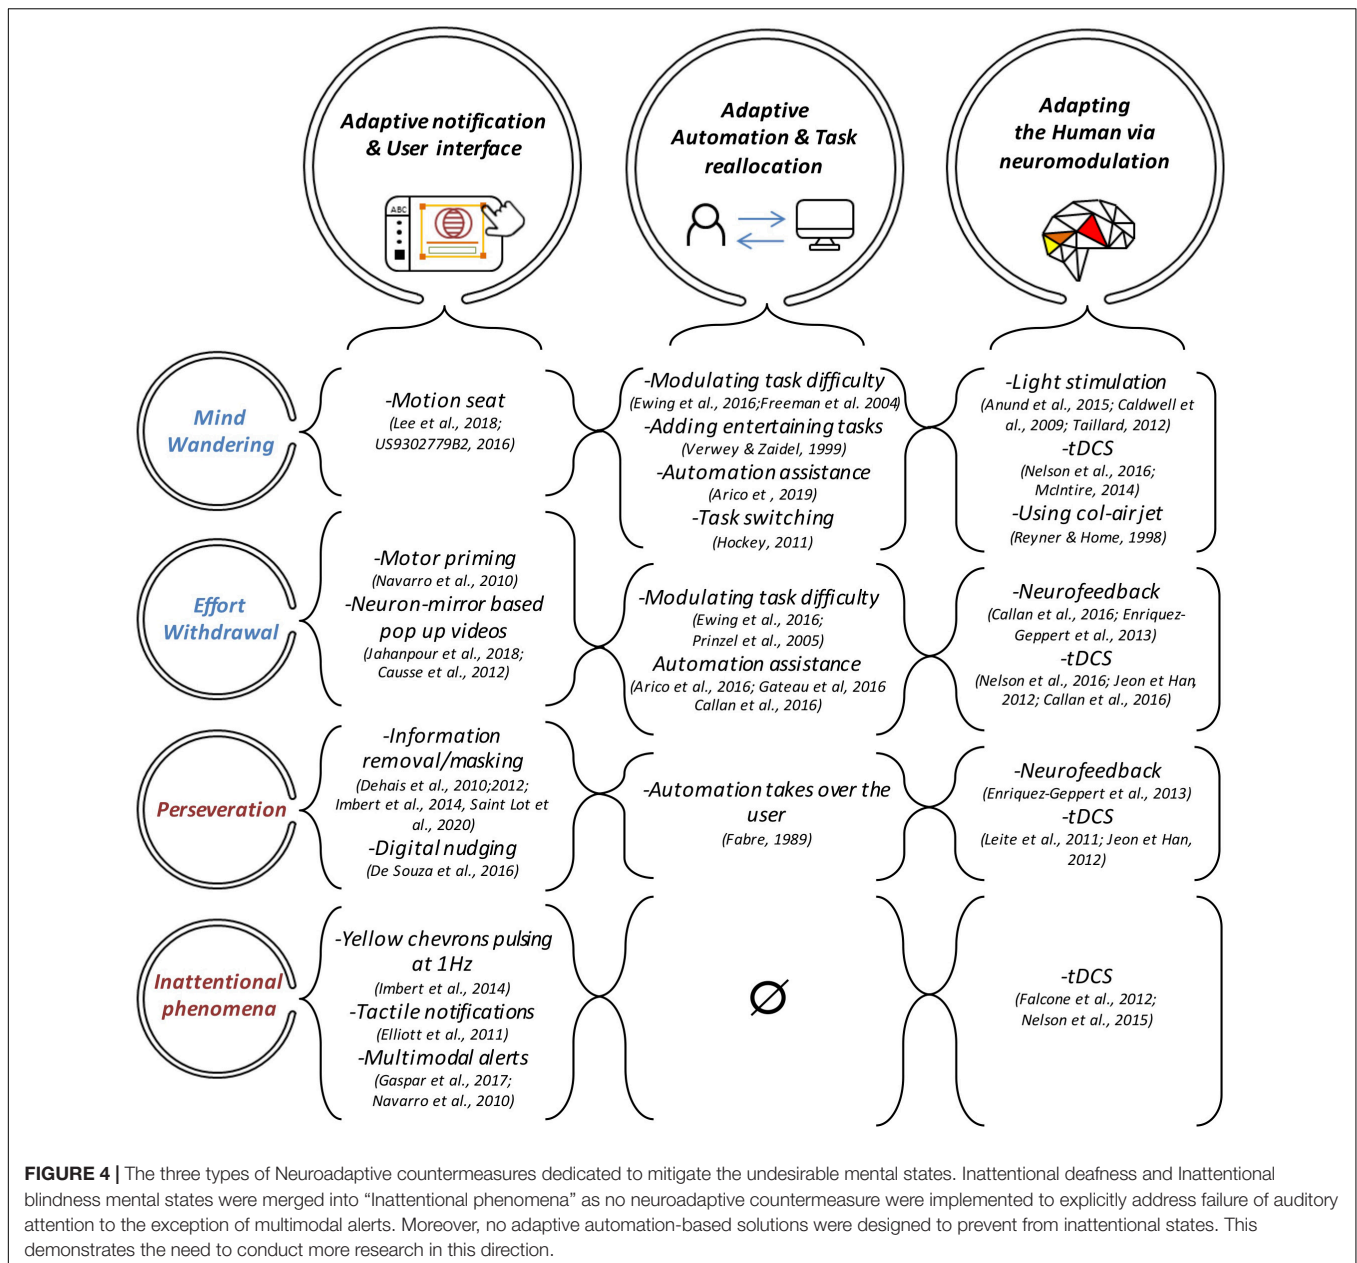 Adaptive notification
& User interface
ABC
Adaptive
Automation & Task
reallocation
Adapting
the Human via
neuromodulation
Mind
Wandering
-Motion seat
(Lee et al., 2018;
US9302779B2, 2016)
-Modulating task difficulty
(Ewing et al., 2016;Freeman et al. 2004)
-Adding entertaining tasks
(Verwey & Zaidel, 1999)
-Automation assistance
(Arico et , 2019)
-Task switching
(Hockey, 2011)
-Light stimulation
(Anund et al., 2015; Caldwell et
al., 2009; Taillard, 2012)
-tDCS
(Nelson et al., 2016;
McIntire, 2014)
-Using col-air jet
(Reyner & Home, 1998)
Effort
Withdrawal
-Motor priming
(Navarro et al., 2010)
-Neuron-mirror based
pop up videos
(Jahanpour et al., 2018;
Causse et al., 2012)
-Modulating task difficulty
(Ewing et al., 2016;
Prinzel et al., 2005)
Automation assistance
(Arico et al., 2016; Gateau et al, 2016
Callan et al., 2016)
-Neurofeedback
(Callan et al., 2016; Enriquez-
Geppert et al., 2013)
-tDCS
(Nelson et al., 2016; Jeon et Han,
2012; Callan et al., 2016)
Perseveration
-Information
removal/masking
(Dehais et al., 2010;2012;
Imbert et al., 2014, Saint Lot et
al., 2020)
-Digital nudging
(De Souza et al., 2016)
-Automation takes over the
user
(Fabre, 1989)
-Neurofeedback
(Enriquez-Geppert et al., 2013)
-tDCS
(Leite et al., 2011; Jeon et Han,
2012)
Inattentional
phenomena
-Yellow chevrons pulsing
at 1Hz
(Imbert et al., 2014)
-Tactile notifications
(Elliott et al., 2011)
-Multimodal alerts
(Gaspar et al., 2017;
Navarro et al., 2010)
Ø
-tDCS
(Falcone et al., 2012;
Nelson et al., 2015)
FIGURE 4 | The three types of Neuroadaptive countermeasures dedicated to mitigate the undesirable mental states. Inattentional deafness and Inattentional
blindness mental states were merged into “Inattentional phenomena” as no neuroadaptive countermeasure were implemented to explicitly address failure of auditory
attention to the exception of multimodal alerts. Moreover, no adaptive automation-based solutions were designed to prevent from inattentional states. This
demonstrates the need to conduct more research in this direction.